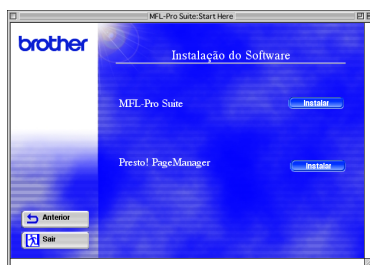 MFL-Pro Suite:Start Here
brother
Instalação do Software
MFL-Pro Suite
Instalar
Presto! PageManager
Instalar
Anterior
Sair